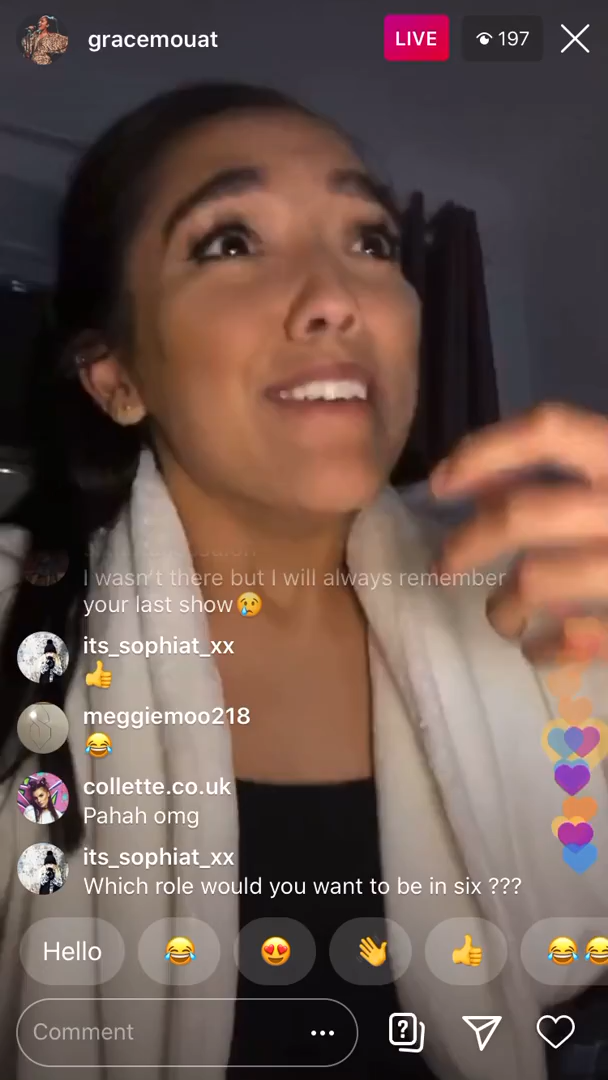 gracemouat
LIVE
197
I wasn't there but I will always remember
your last show😢
its_sophiat_xx
👍
meggiemoo218
😂
collette.co.uk
Pahah omg
its_sophiat_xx
Which role would you want to be in six ???
Hello 😂 😍 👋 👍 😂😂
Comment